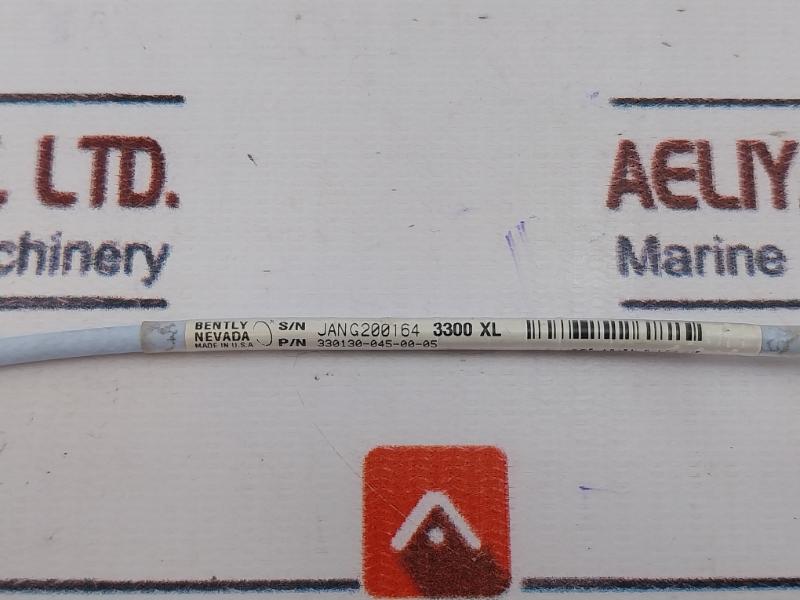 LTD.
AELIY
chinery
Marine
BENTLY
NEVADA
MADE IN U.S.A
S/N JANG200164 3300 XL
P/N 330130-045-00-05